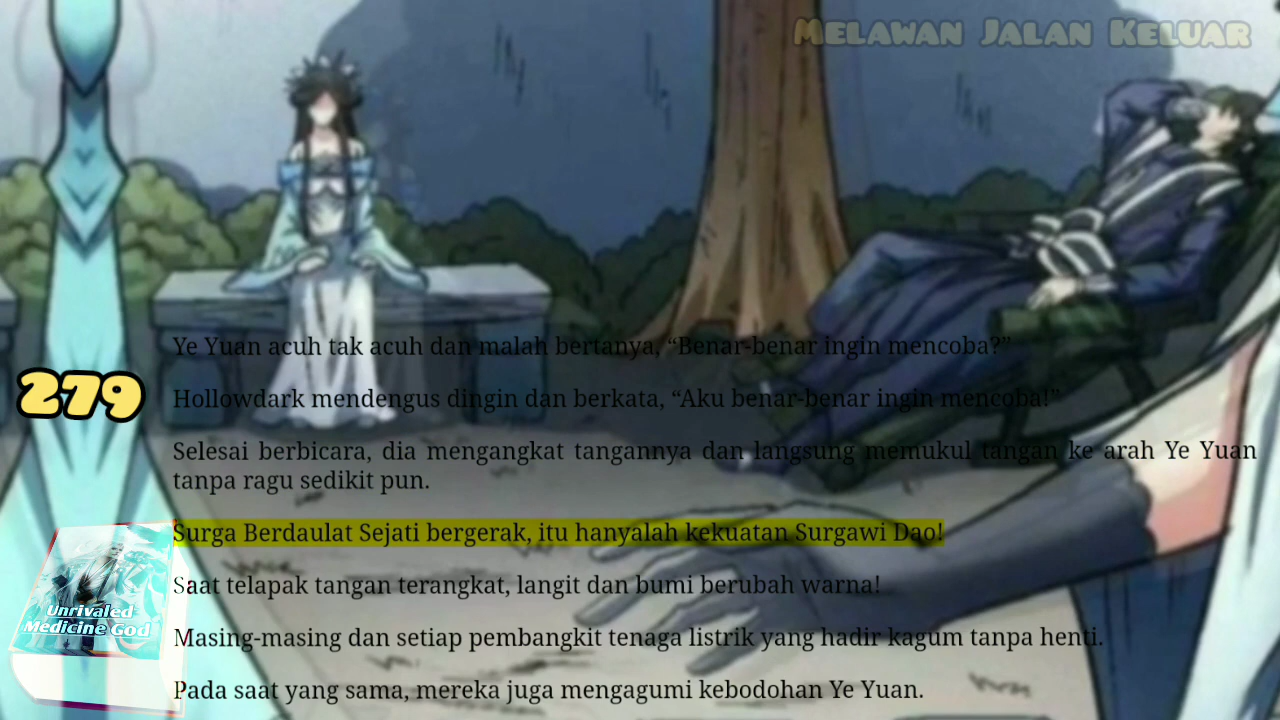 Melawan Jalan Keluar
Ye Yuan acuh tak acuh dan malah bertanya, “Benar-benar ingin mencoba?”
279
Hollowdark mendengus dingin dan berkata, “Aku benar-benar ingin mencoba!”
Selesai berbicara, dia mengangkat tangannya dan langsung memukul tangan ke arah Ye Yuan
tanpa ragu sedikit pun.
Surga Berdaulat Sejati bergerak, itu hanyalah kekuatan Surgawi Dao!
Saat telapak tangan terangkat, langit dan bumi berubah warna!
Unrivaled
Medicine God
Masing-masing dan setiap pembangkit tenaga listrik yang hadir kagum tanpa henti.
Pada saat yang sama, mereka juga mengagumi kebodohan Ye Yuan.